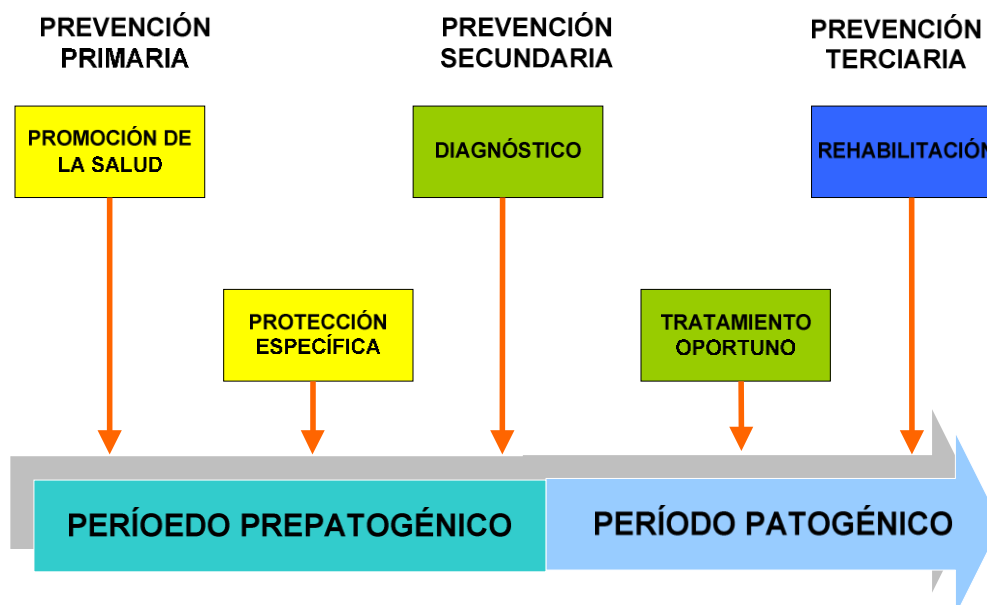 PREVENCIÓN
PRIMARIA
PREVENCIÓN
SECUNDARIA
PREVENCIÓN
TERCIARIA
PROMOCIÓN DE
LA SALUD
DIAGNÓSTICO
REHABILITACIÓN
PROTECCIÓN
ESPECÍFICA
TRATAMIENTO
OPORTUNO
PERÍOEDO PREPATOGÉNICO
PERÍODO PATOGÉNICO